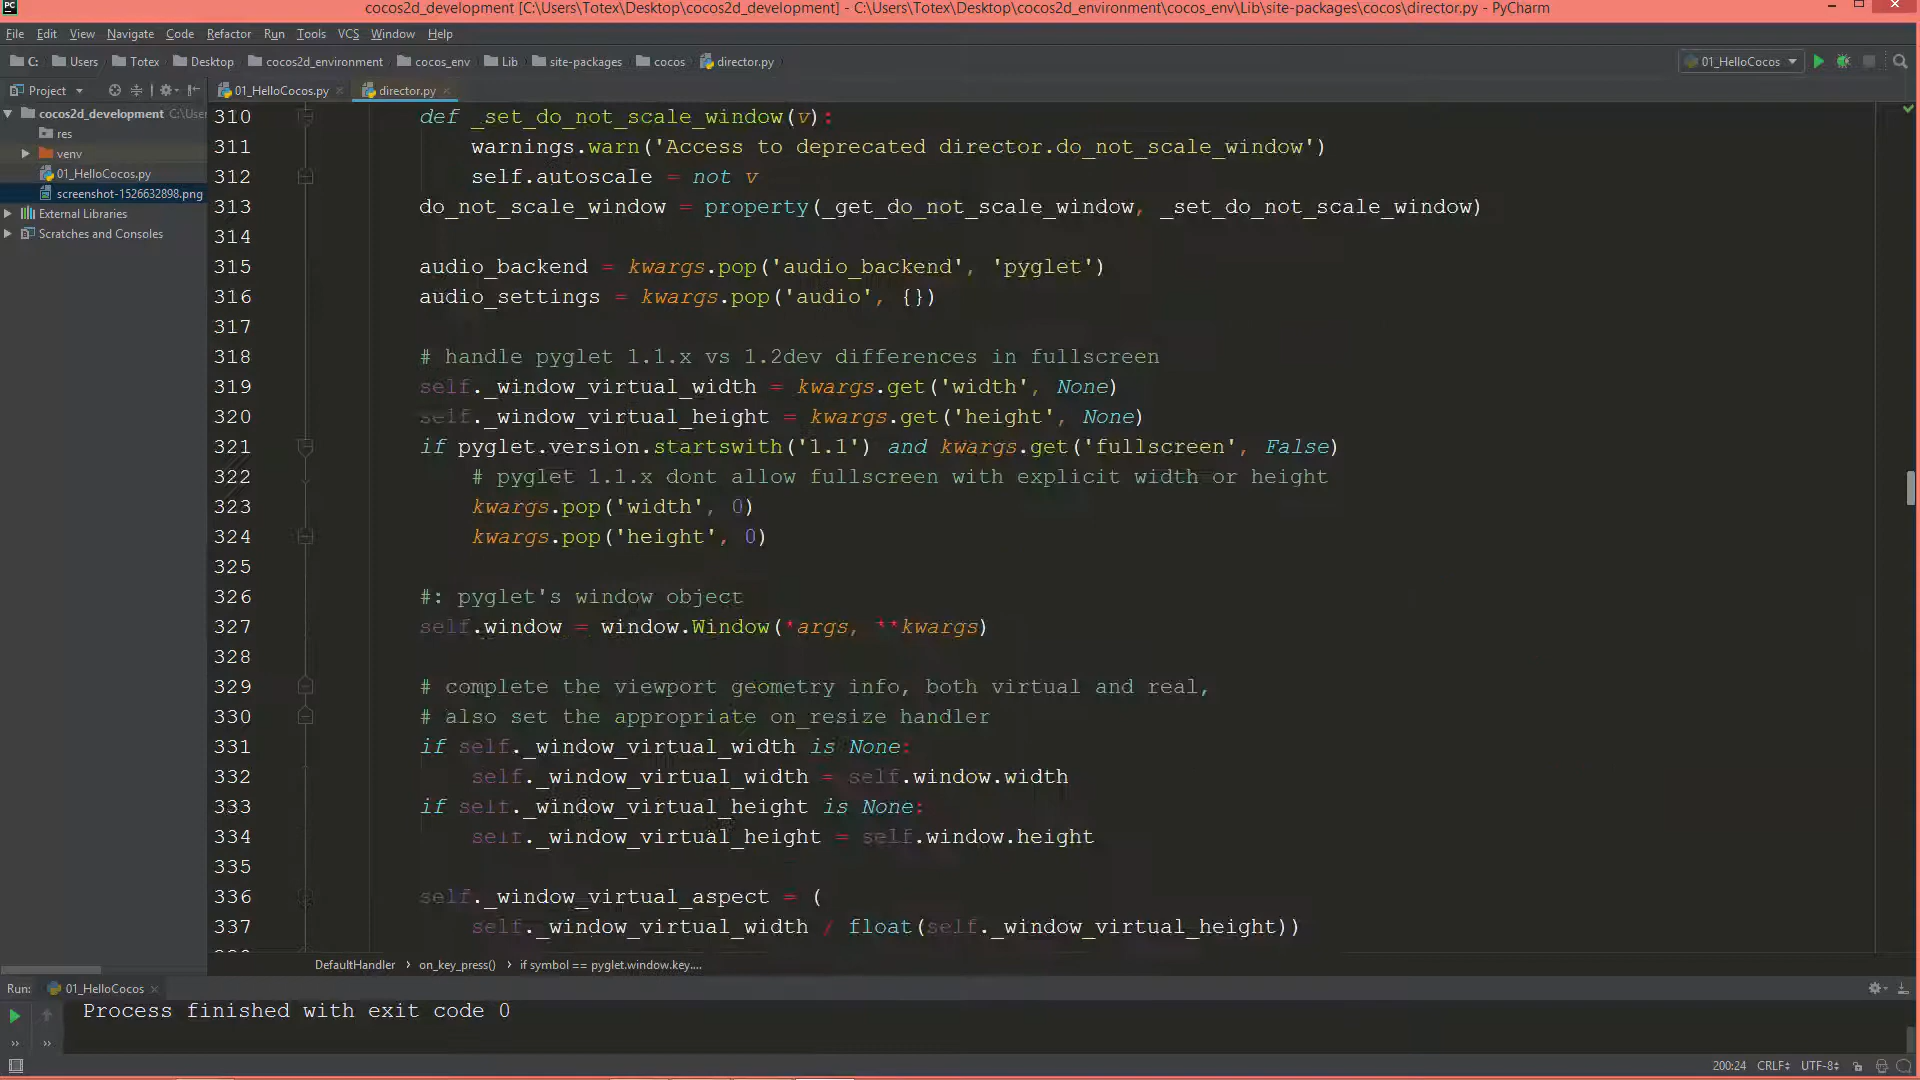 PC
cocos2d_development [C:\Users\Totex\Desktop\cocos2d_development] - C:\Users\Totex\Desktop\cocos2d_environment\cocos_env\Lib\site-packages\cocos\director.py - PyCharm
File Edit View Navigate Code Refactor Run Tools VCS Window Help
C: Users Totex Desktop cocos2d_environment cocos_env Lib site-packages cocos director.py 01_HelloCocos
Project 01_HelloCocos.py director.py
cocos2d_development C:\User
res
venv
01_HelloCocos.py
screenshot-1526632898.png
External Libraries
Scratches and Consoles
310 def _set_do_not_scale_window(v):
311 warnings.warn('Access to deprecated director.do_not_scale_window')
312 self.autoscale = not v
313 do_not_scale_window = property(_get_do_not_scale_window, _set_do_not_scale_window)
314
315 audio_backend = kwargs.pop('audio_backend', 'pyglet')
316 audio_settings = kwargs.pop('audio', {})
317
318 # handle pyglet 1.1.x vs 1.2dev differences in fullscreen
319 self._window_virtual_width = kwargs.get('width', None)
320 self._window_virtual_height = kwargs.get('height', None)
321 if pyglet.version.startswith('1.1') and kwargs.get('fullscreen', False)
322 # pyglet 1.1.x dont allow fullscreen with explicit width or height
323 kwargs.pop('width', 0)
324 kwargs.pop('height', 0)
325
326 #: pyglet's window object
327 self.window = window.Window(*args, **kwargs)
328
329 # complete the viewport geometry info, both virtual and real,
330 # also set the appropriate on_resize handler
331 if self._window_virtual_width is None:
332 self._window_virtual_width = self.window.width
333 if self._window_virtual_height is None:
334 self._window_virtual_height = self.window.height
335
336 self._window_virtual_aspect = (
337 self._window_virtual_width / float(self._window_virtual_height))
DefaultHandler › on_key_press() › if symbol == pyglet.window.key....
Run: 01_HelloCocos
Process finished with exit code 0
200:24 CRLF UTF-8